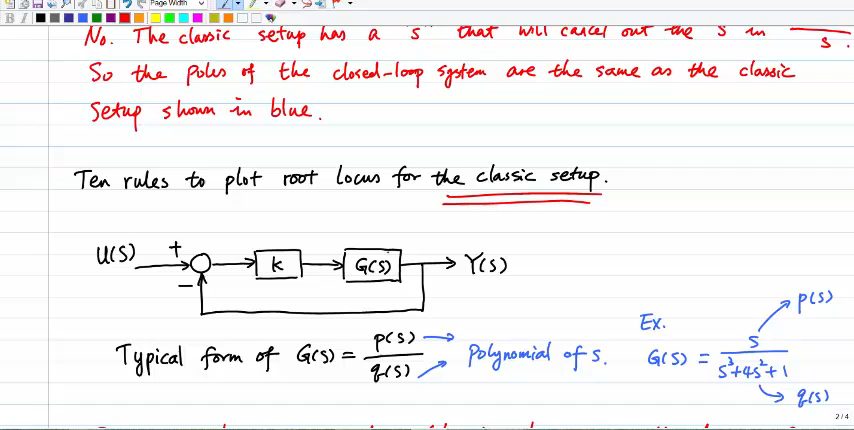 Page Width
B I
No. The classic setup has a "s" that will cancel out the s in —
s.
So the poles of the closed-loop system are the same as the classic
setup shown in blue.
Ten rules to plot root locus for the classic setup.
U(s) + − k G(s) Y(s)
Typical form of G(s) = p(s) / q(s) Polynomial of s.
Ex.
G(s) = s / s³+4s²+1
p(s)
q(s)
2/4